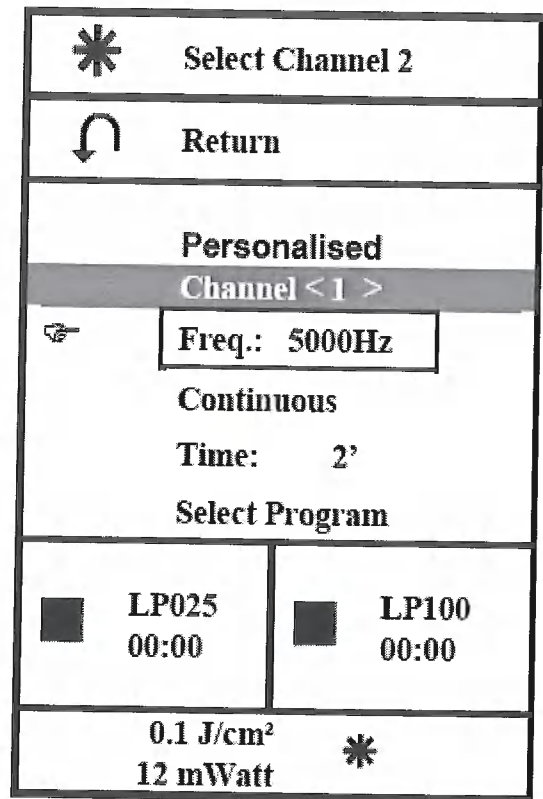 Select Channel 2
Return
Personalised
Channel < 1 >
Freq.: 5000Hz
Continuous
Time: 2’
Select Program
LP025
00:00
LP100
00:00
0.1 J/cm²
12 mWatt